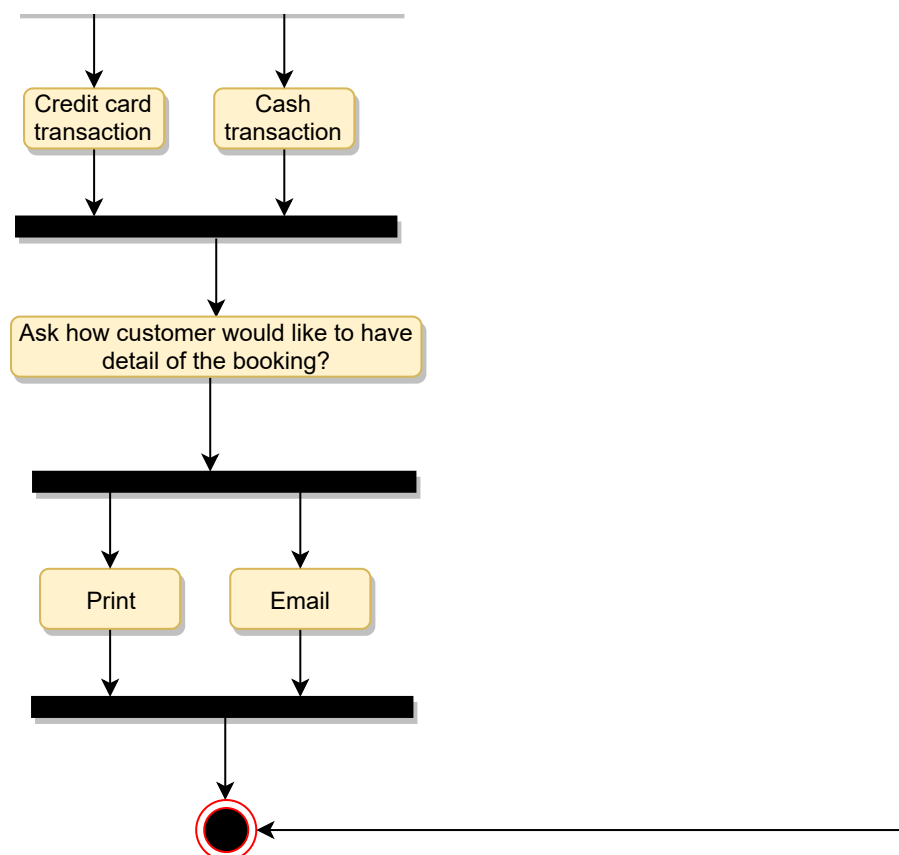 Credit card
transaction
Cash
transaction
Ask how customer would like to have
detail of the booking?
Print
Email